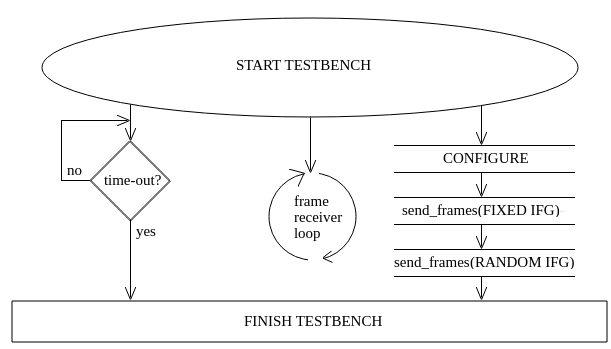 START TESTBENCH
no
time-out?
yes
frame
receiver
loop
CONFIGURE
send_frames(FIXED IFG)
send_frames(RANDOM IFG)
FINISH TESTBENCH